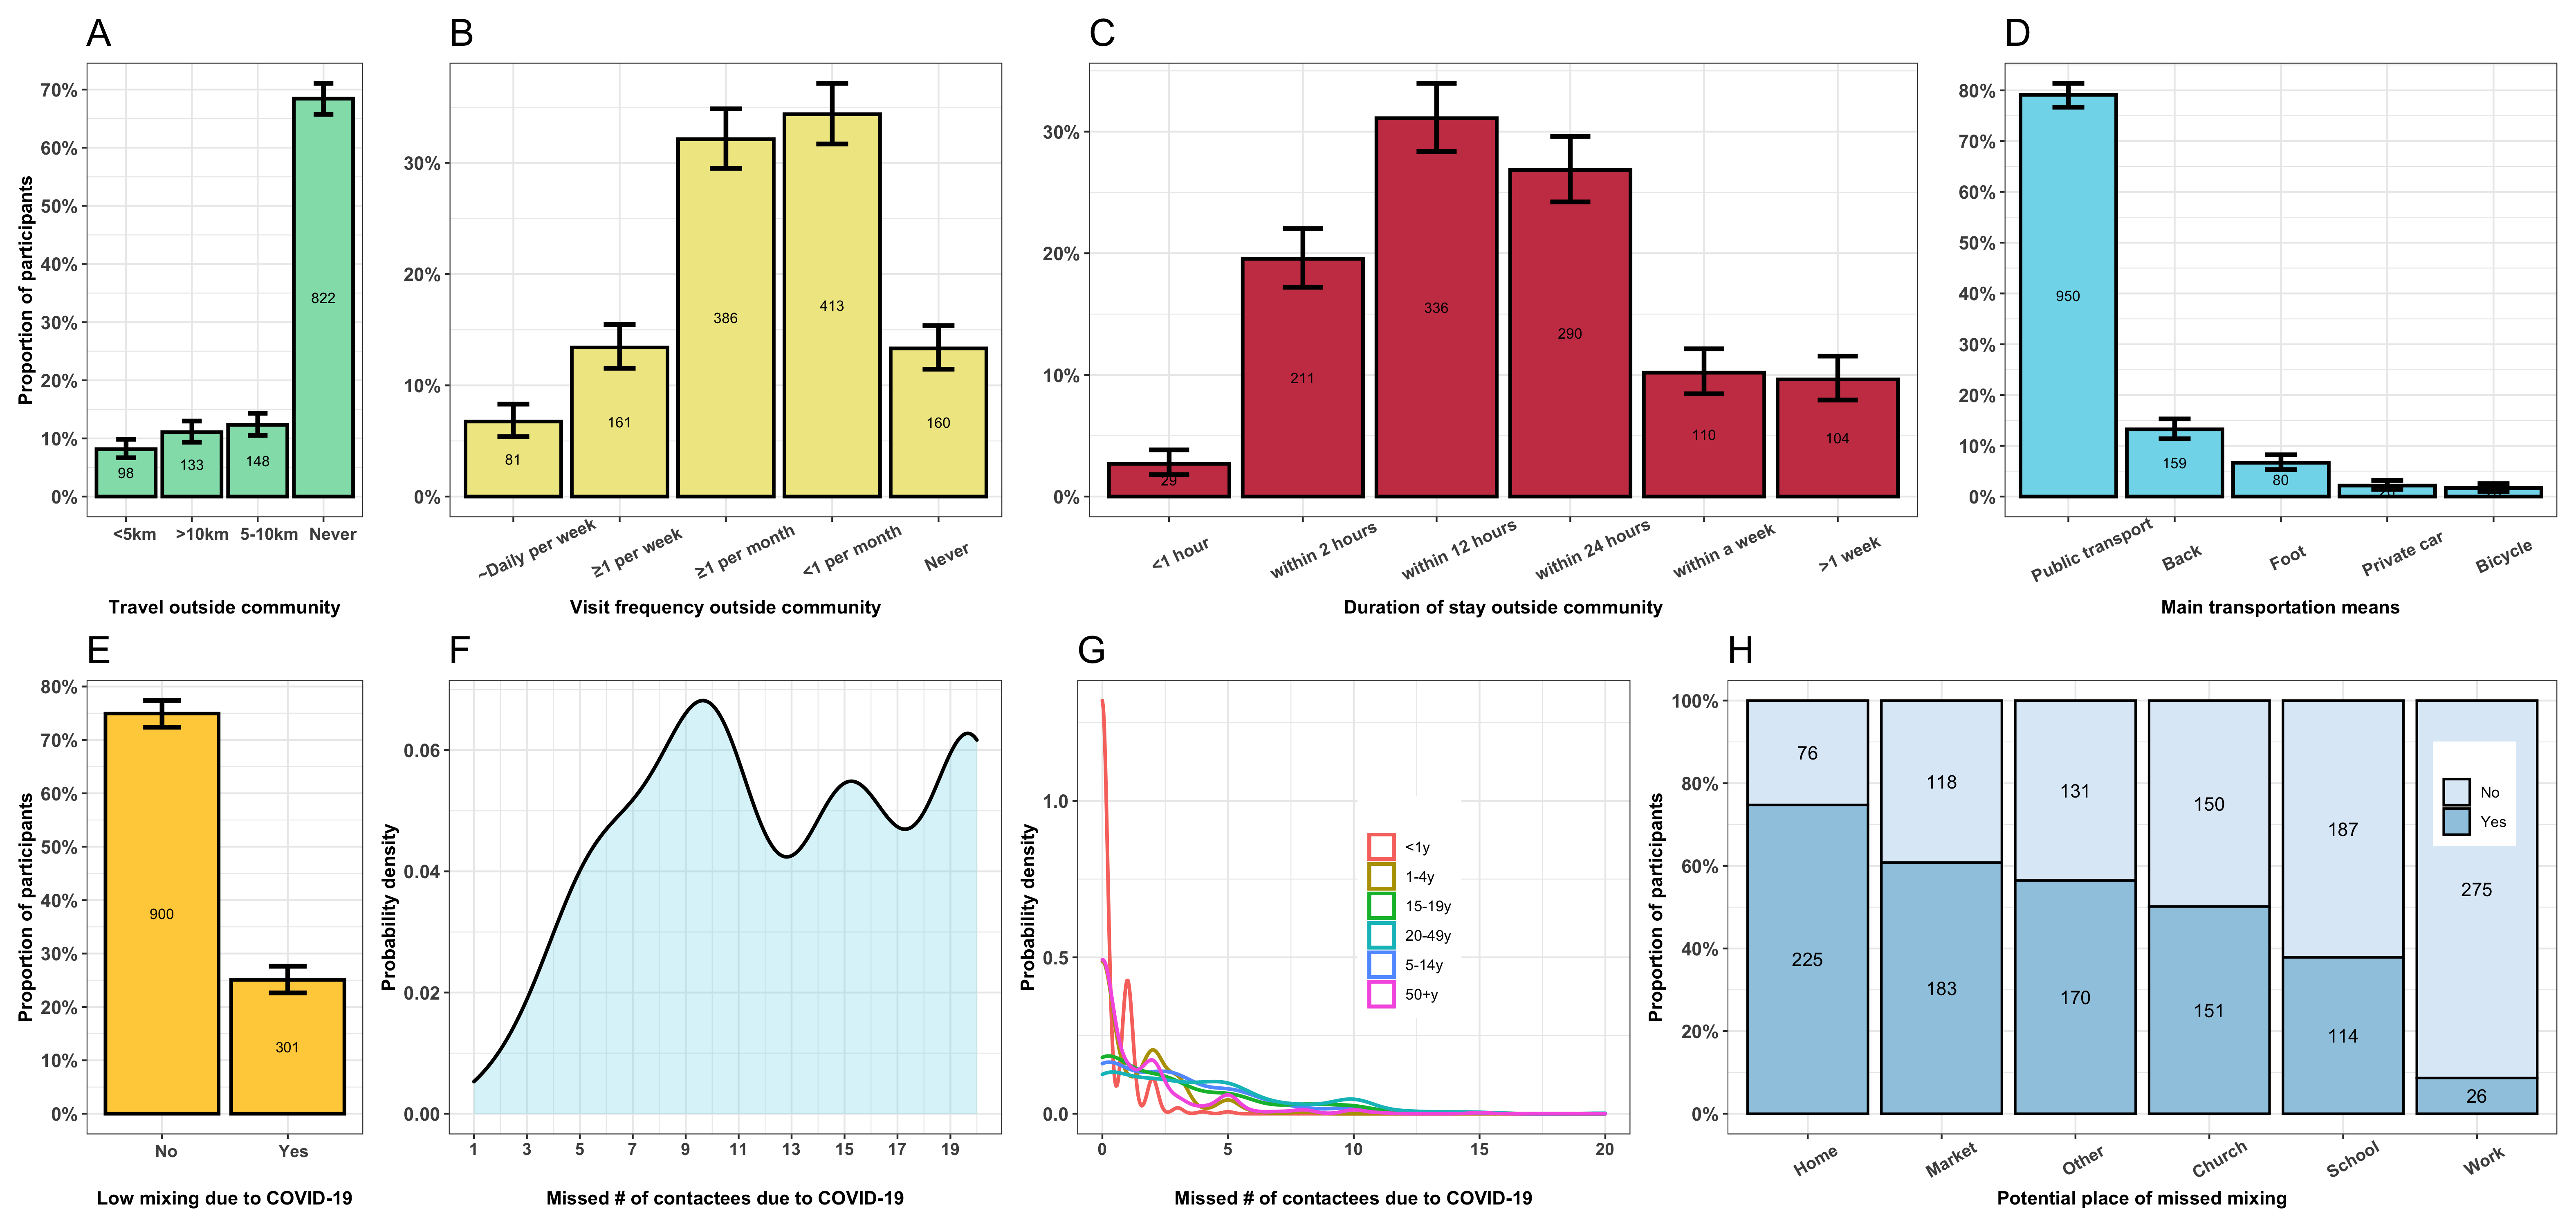 A
B
C
D
70%
60%
50%
40%
30%
20%
10%
0%
Proportion of participants
98
133
148
822
<5km
>10km
5-10km
Never
Travel outside community
30%
20%
10%
0%
81
161
386
413
160
~Daily per week
≥1 per week
≥1 per month
<1 per month
Never
Visit frequency outside community
30%
20%
10%
0%
29
211
336
290
110
104
<1 hour
within 2 hours
within 12 hours
within 24 hours
within a week
>1 week
Duration of stay outside community
80%
70%
60%
50%
40%
30%
20%
10%
0%
950
159
80
Public transport
Back
Foot
Private car
Bicycle
Main transportation means
E
F
G
H
80%
70%
60%
50%
40%
30%
20%
10%
0%
Proportion of participants
900
301
No
Yes
Low mixing due to COVID-19
0.06
0.04
0.02
0.00
Probability density
1
3
5
7
9
11
13
15
17
19
Missed # of contactees due to COVID-19
1.0
0.5
0.0
Probability density
<1y
1-4y
15-19y
20-49y
5-14y
50+y
0
5
10
15
20
Missed # of contactees due to COVID-19
100%
80%
60%
40%
20%
0%
Proportion of participants
76
118
131
150
187
275
225
183
170
151
114
26
No
Yes
Home
Market
Other
Church
School
Work
Potential place of missed mixing